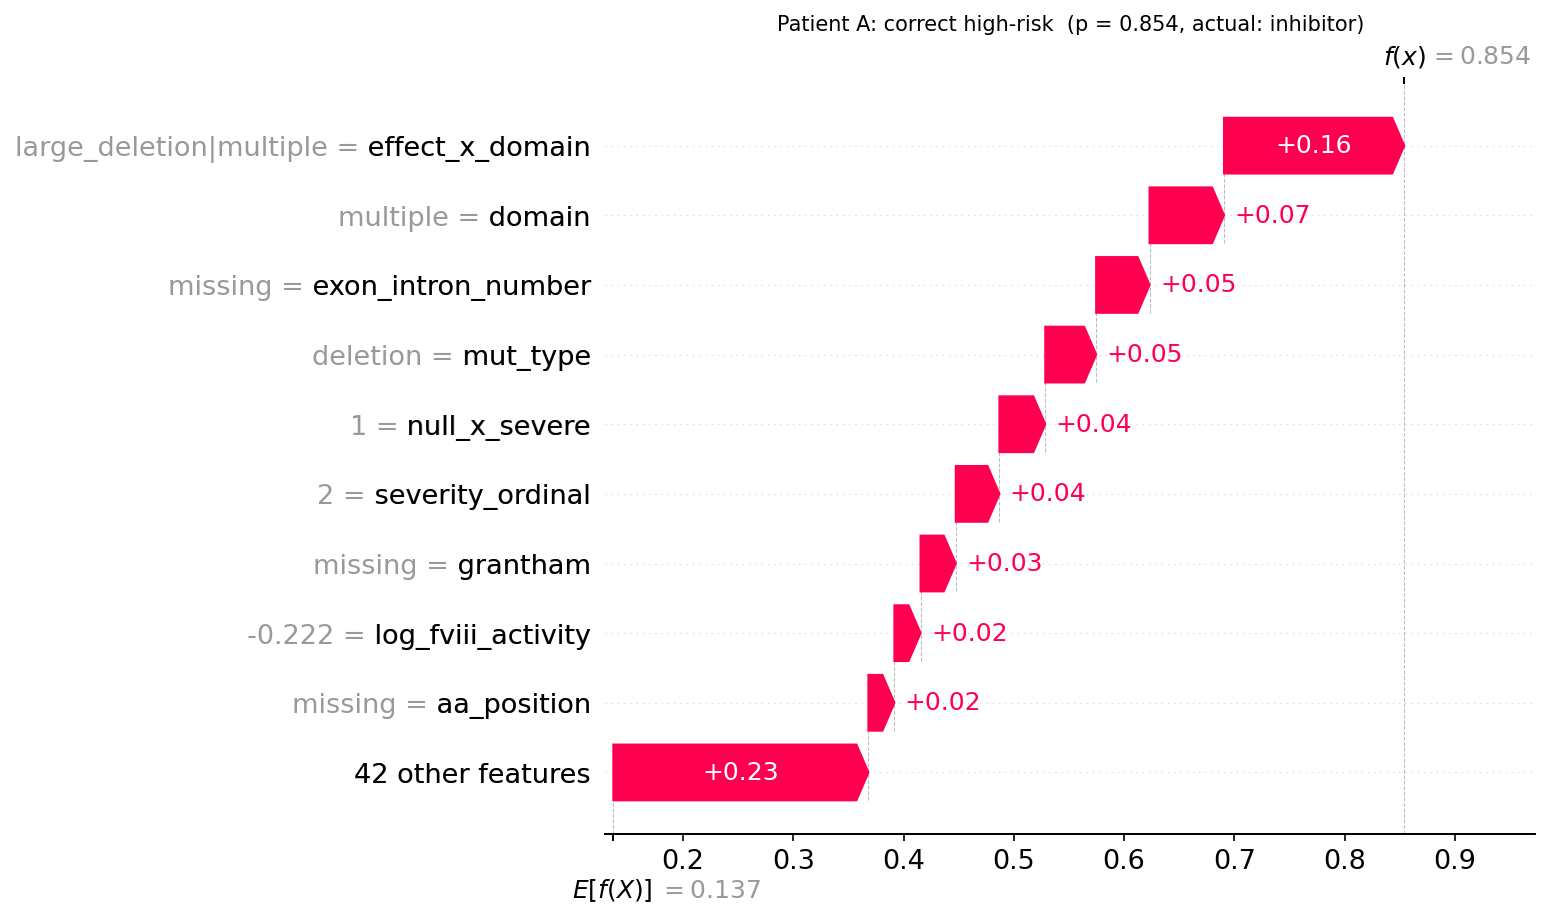 Patient A: correct high-risk  (p = 0.854, actual: inhibitor)
f(x) = 0.854
large_deletion|multiple = effect_x_domain +0.16
multiple = domain +0.07
missing = exon_intron_number +0.05
deletion = mut_type +0.05
1 = null_x_severe +0.04
2 = severity_ordinal +0.04
missing = grantham +0.03
-0.222 = log_fviii_activity +0.02
missing = aa_position +0.02
42 other features +0.23
0.2 0.3 0.4 0.5 0.6 0.7 0.8 0.9
E[f(X)] = 0.137